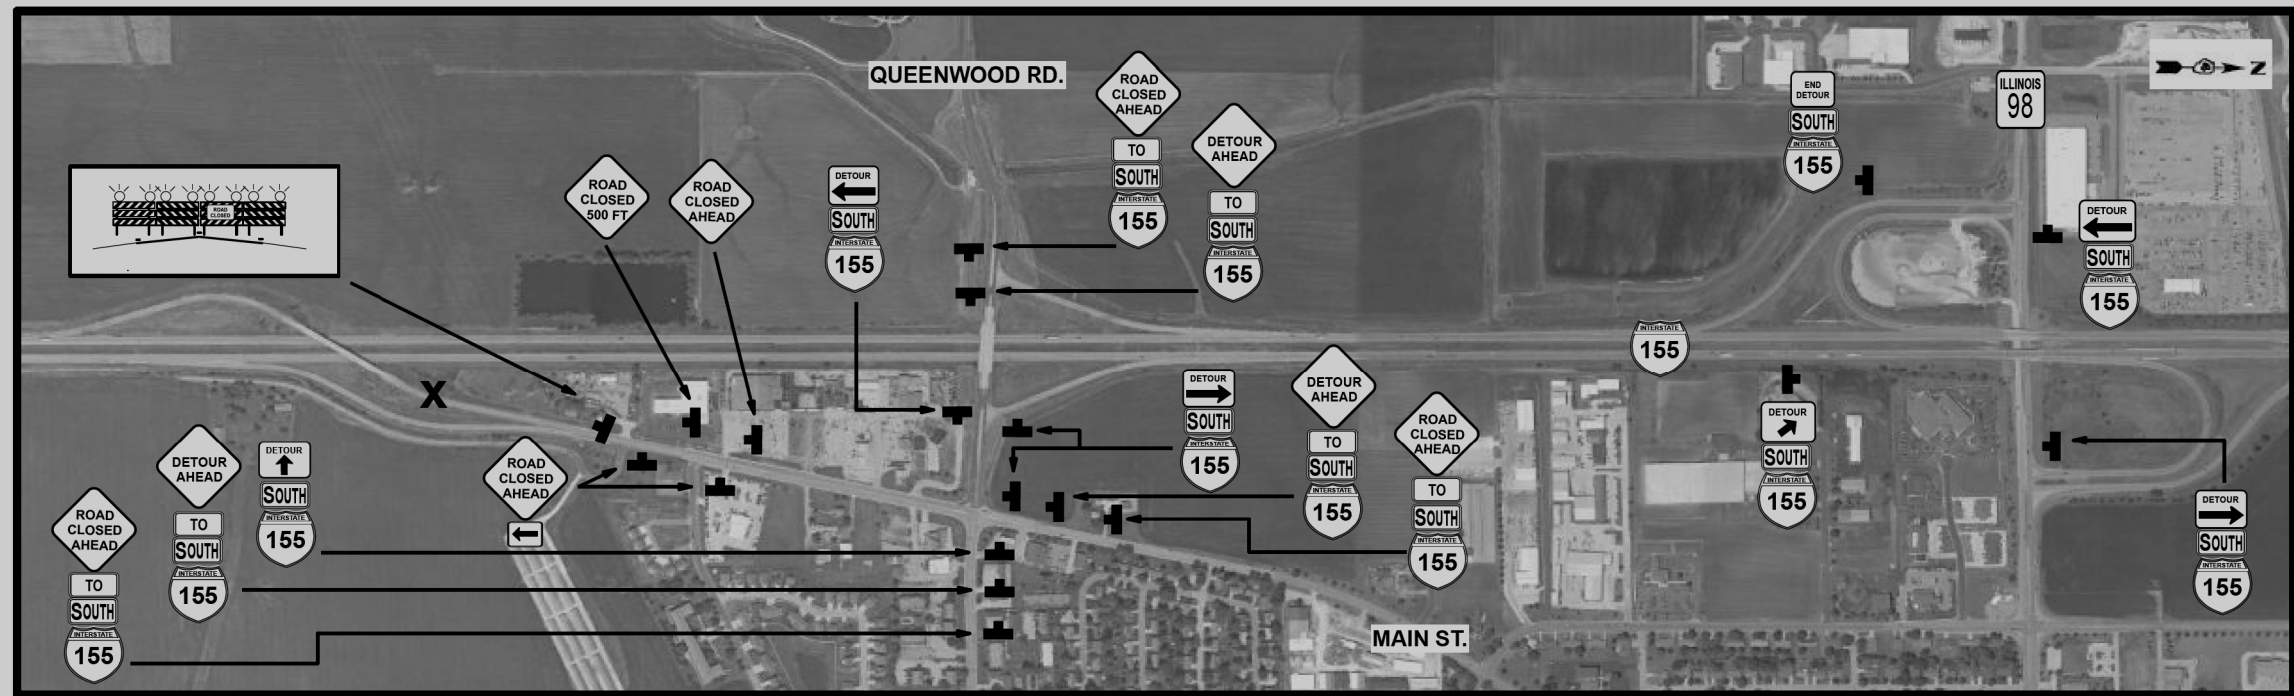 QUEENWOOD RD.
ROAD
CLOSED
AHEAD
TO
SOUTH
INTERSTATE
155
DETOUR
AHEAD
TO
SOUTH
INTERSTATE
155
END
DETOUR
SOUTH
INTERSTATE
155
ILLINOIS
98
Z
ROAD
CLOSED
ROAD
CLOSED
500 FT
ROAD
CLOSED
AHEAD
DETOUR
SOUTH
INTERSTATE
155
DETOUR
SOUTH
INTERSTATE
155
INTERSTATE
155
X
DETOUR
SOUTH
INTERSTATE
155
DETOUR
AHEAD
TO
SOUTH
INTERSTATE
155
ROAD
CLOSED
AHEAD
TO
SOUTH
INTERSTATE
155
DETOUR
SOUTH
INTERSTATE
155
DETOUR
SOUTH
INTERSTATE
155
ROAD
CLOSED
AHEAD
TO
SOUTH
INTERSTATE
155
DETOUR
AHEAD
TO
SOUTH
INTERSTATE
155
DETOUR
SOUTH
INTERSTATE
155
ROAD
CLOSED
AHEAD
MAIN ST.